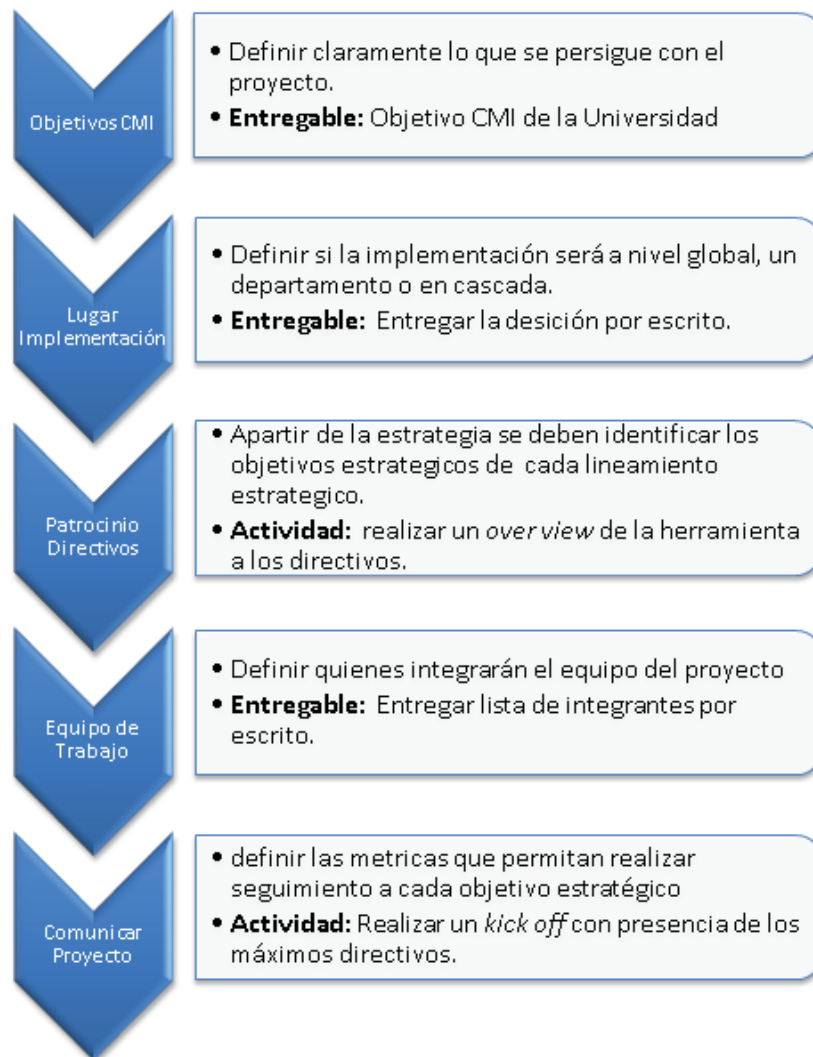 Objetivos CMI
• Definir claramente lo que se persigue con el
proyecto.
• Entregable: Objetivo CMI de la Universidad
Lugar
Implementación
• Definir si la implementación será a nivel global, un
departamento o en cascada.
• Entregable: Entregar la desición por escrito.
Patrocinio
Directivos
• Apartir de la estrategia se deben identificar los
objetivos estrategicos de cada lineamiento
estrategico.
• Actividad: realizar un over view de la herramienta
a los directivos.
Equipo de
Trabajo
• Definir quienes integrarán el equipo del proyecto
• Entregable: Entregar lista de integrantes por
escrito.
Comunicar
Proyecto
• definir las metricas que permitan realizar
seguimiento a cada objetivo estratégico
• Actividad: Realizar un kick off con presencia de los
máximos directivos.